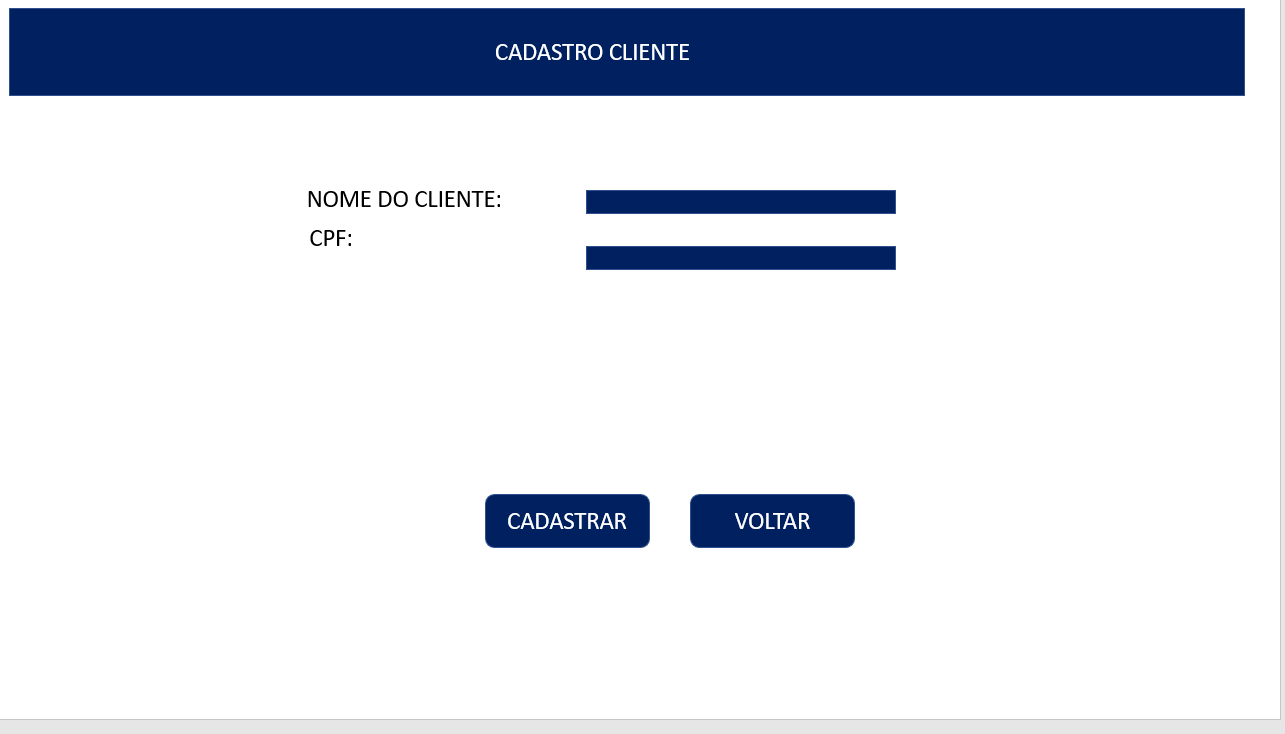 CADASTRO CLIENTE
NOME DO CLIENTE:
CPF:
CADASTRAR
VOLTAR